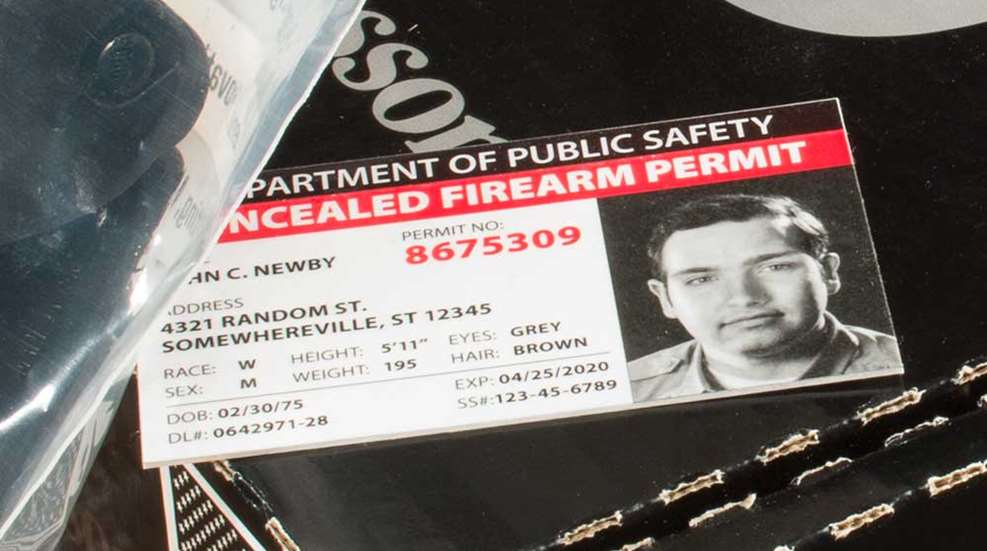 ssor
PARTMENT OF PUBLIC SAFETY
NCEALED FIREARM PERMIT
PERMIT NO:
8675309
HN C. NEWBY
ADDRESS
4321 RANDOM ST.
SOMEWHEREVILLE, ST 12345
RACE: W HEIGHT: 5'11" EYES: GREY
SEX: M WEIGHT: 195 HAIR: BROWN
DOB: 02/30/75 EXP: 04/25/2020
DL#: 0642971-28 SS#:123-45-6789